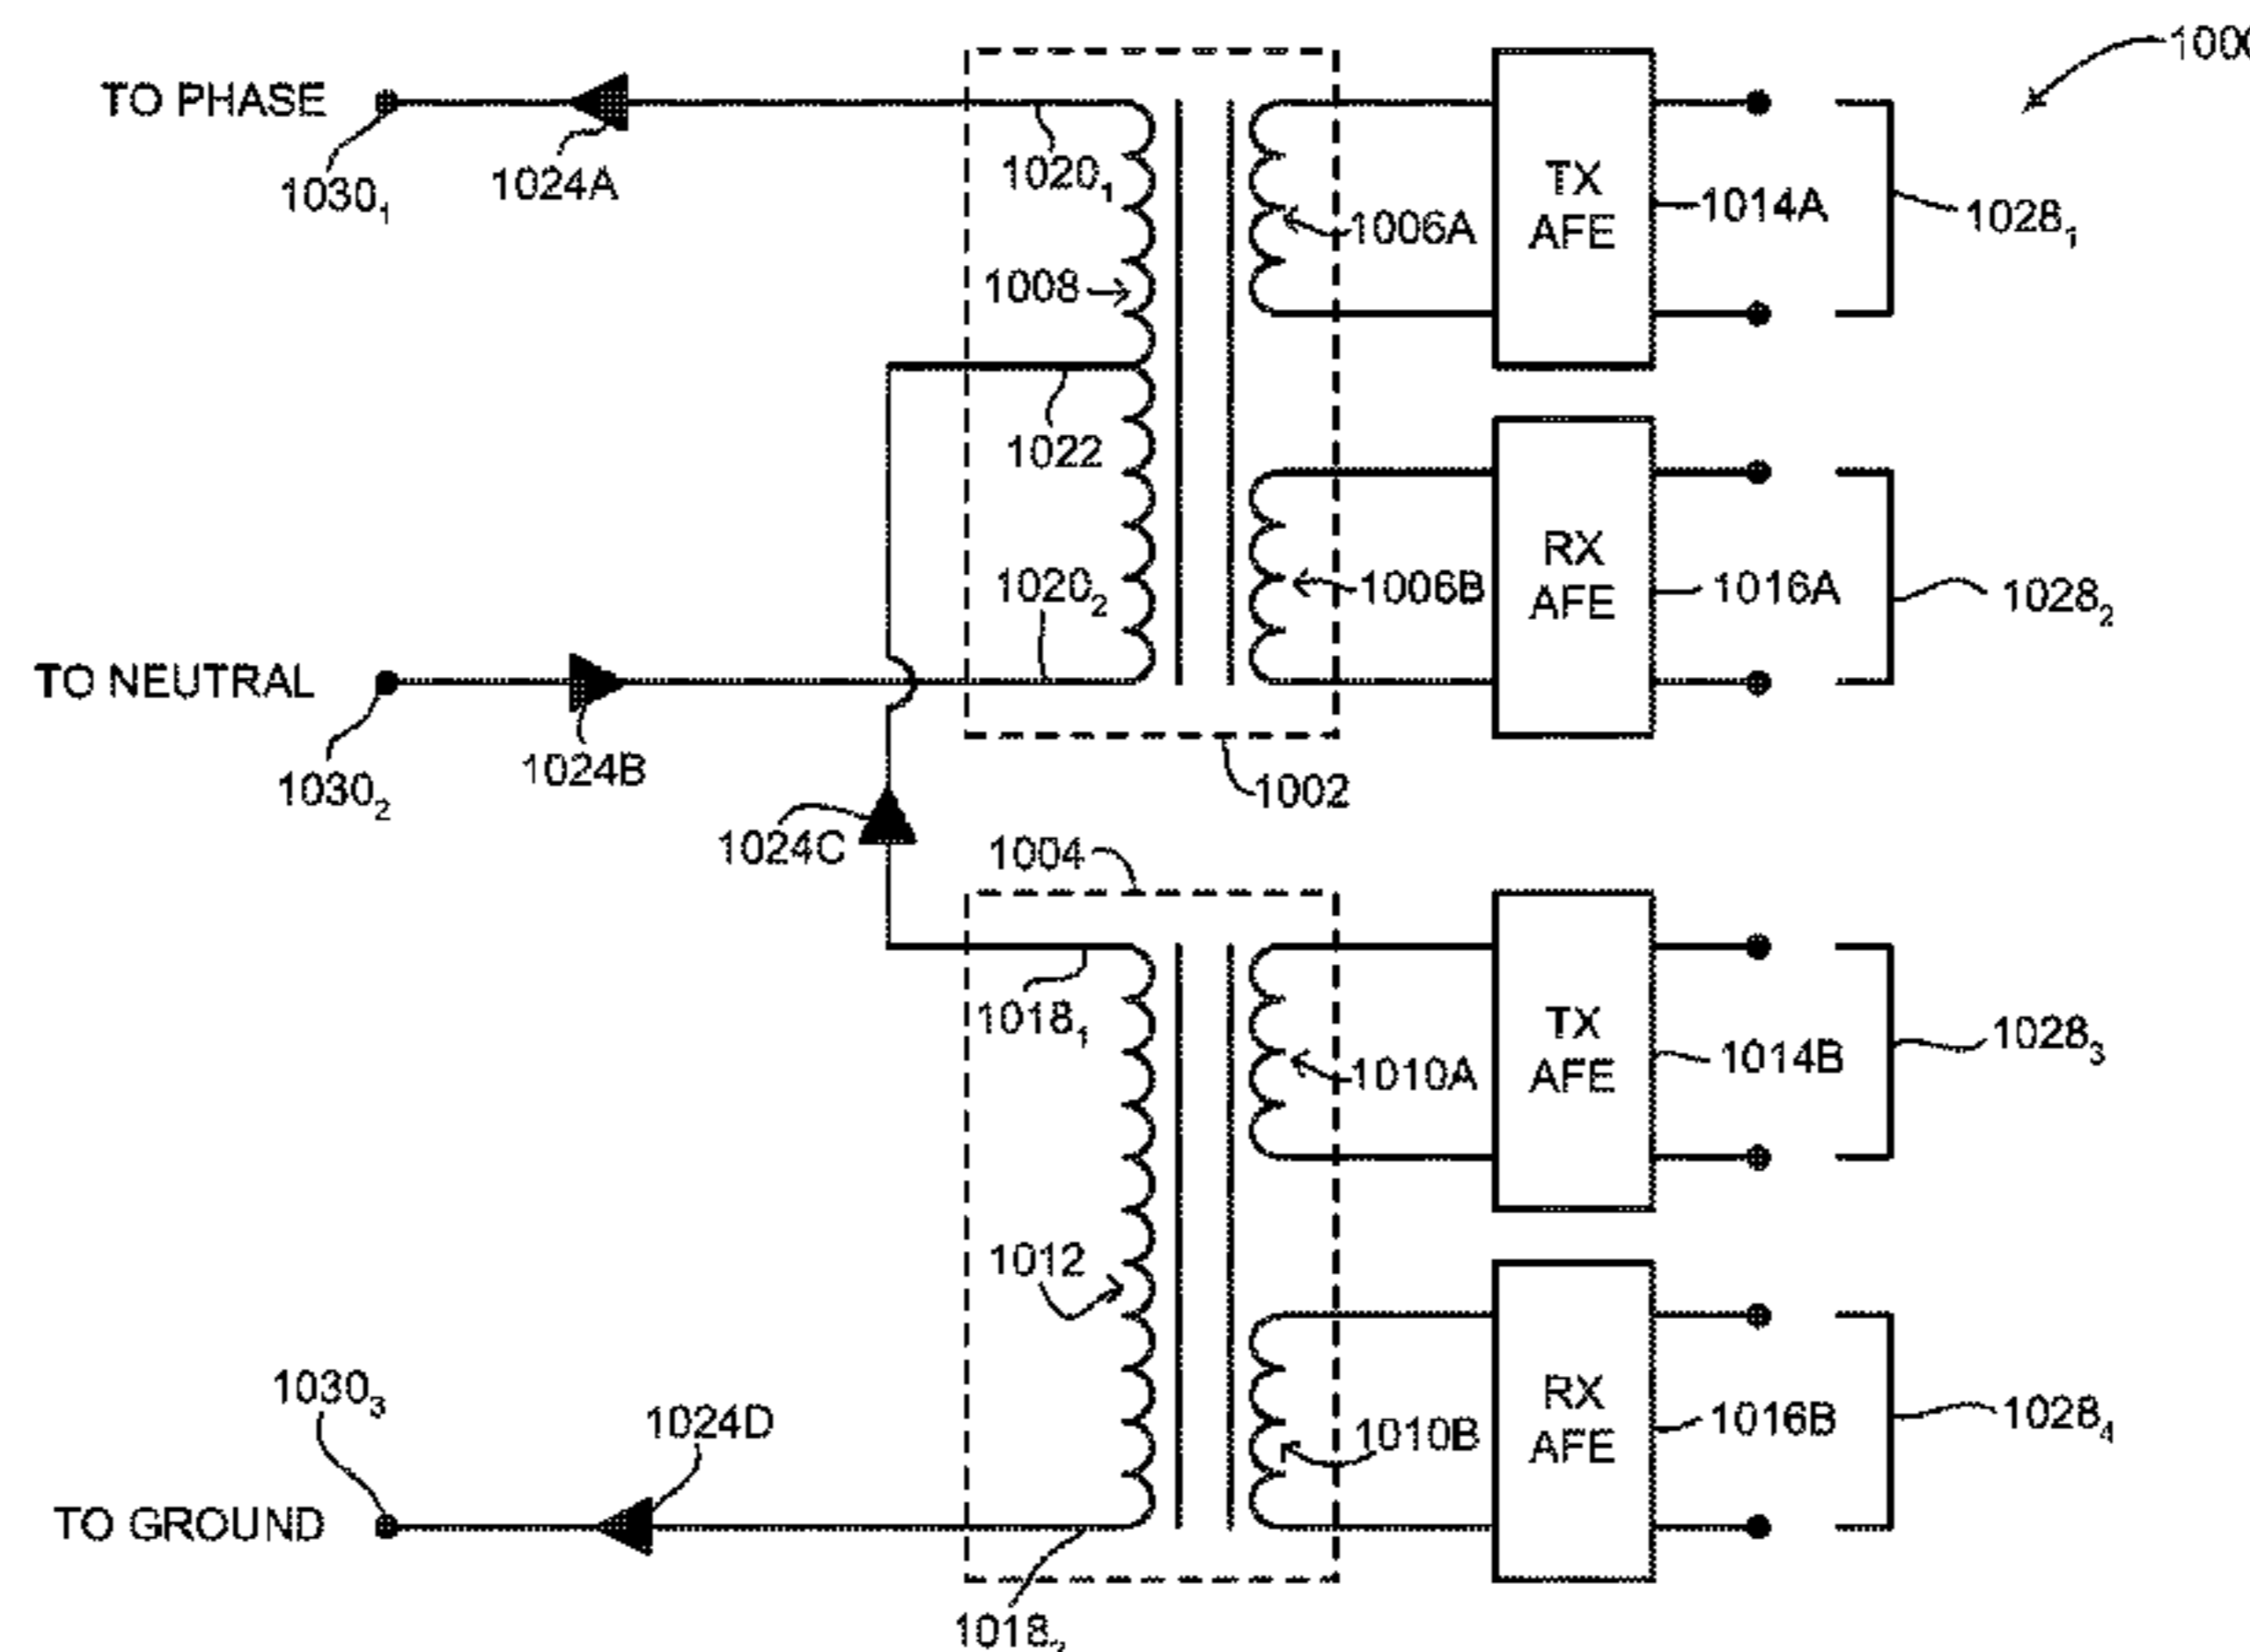 1000
TO PHASE
1030₁
1024A
1020₁
1006A
TX
AFE
1014A
1028₁
1008
1022
1020₂
1006B
RX
AFE
1016A
1028₂
TO NEUTRAL
1030₂
1024B
1002
1024C
1004
1018₁
1010A
TX
AFE
1014B
1028₃
1012
1030₃
1024D
1010B
RX
AFE
1016B
1028₄
TO GROUND
1018₂